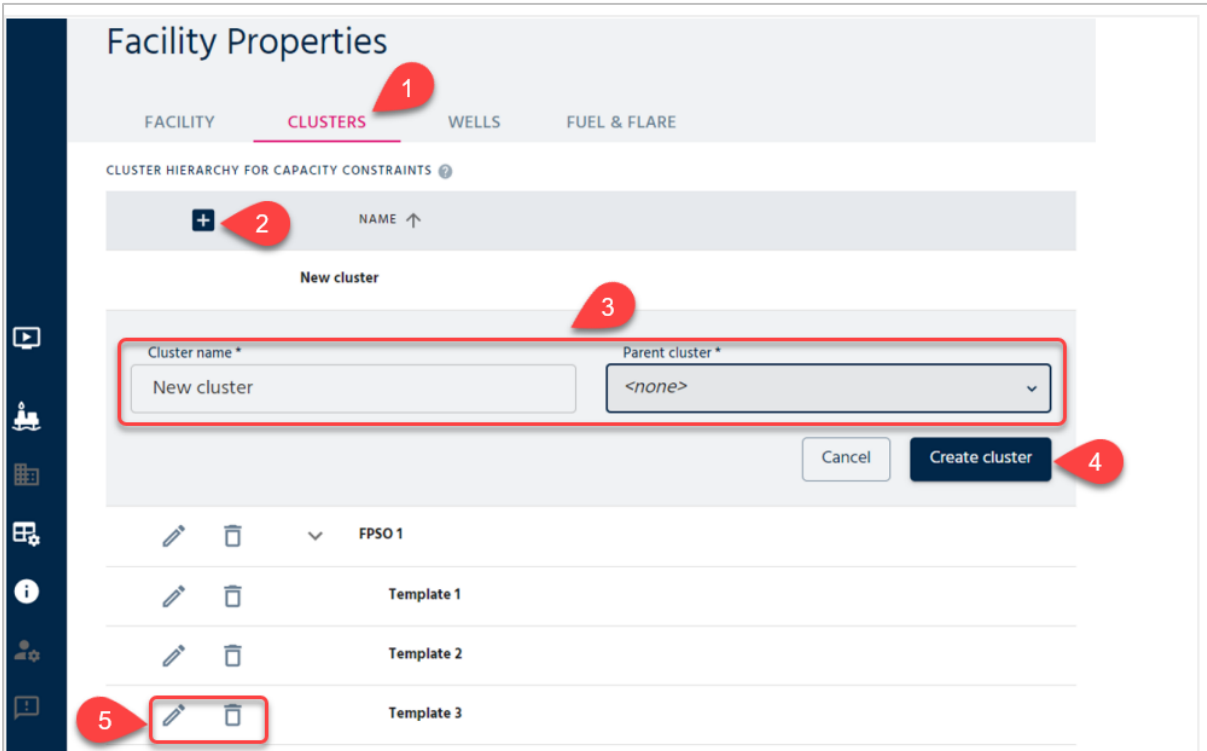 Facility Properties
1
FACILITY CLUSTERS WELLS FUEL & FLARE
CLUSTER HIERARCHY FOR CAPACITY CONSTRAINTS ?
+ 2 NAME ↑
New cluster
3
Cluster name * Parent cluster *
New cluster <none>
Cancel Create cluster 4
FPSO 1
Template 1
Template 2
5 Template 3